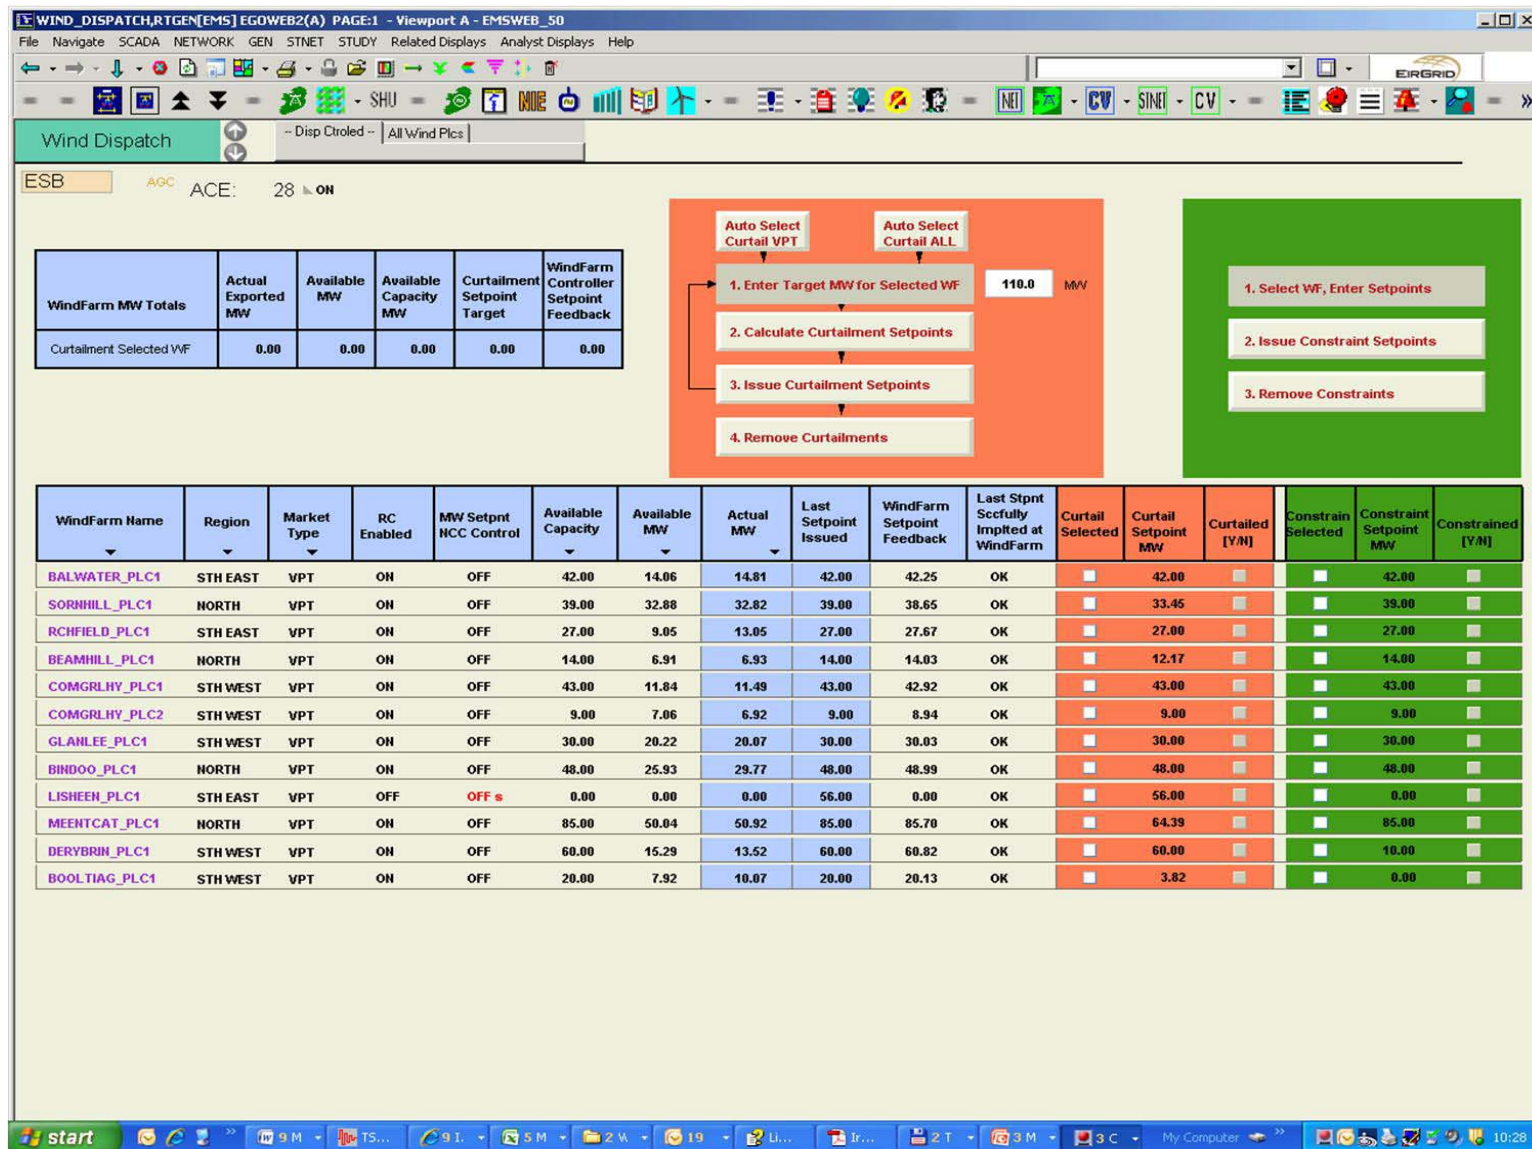 WIND_DISPATCH,RTGEN[EMS] EGOWEB2(A) PAGE:1 - Viewport A - EMSWEB_50
File Navigate SCADA NETWORK GEN STNET STUDY Related Displays Analyst Displays Help
EIRGRID
SHU NIE NEI CV SINEI CV
Wind Dispatch -- Disp Ctroled -- All Wind Plcs
ESB AGC ACE: 28 ON
Auto Select Curtail VPT
Auto Select Curtail ALL
1. Enter Target MW for Selected WF 110.0 MW
2. Calculate Curtailment Setpoints
3. Issue Curtailment Setpoints
4. Remove Curtailments
1. Select WF, Enter Setpoints
2. Issue Constraint Setpoints
3. Remove Constraints
WindFarm MW Totals Actual Exported MW Available MW Available Capacity MW Curtailment Setpoint Target WindFarm Controller Setpoint Feedback
Curtailment Selected WF 0.00 0.00 0.00 0.00 0.00
WindFarm Name Region Market Type RC Enabled MW Setpnt NCC Control Available Capacity Available MW Actual MW Last Setpoint Issued WindFarm Setpoint Feedback Last Stpnt Sccfully Implted at WindFarm Curtail Selected Curtail Setpoint MW Curtailed [Y/N] Constrain Selected Constraint Setpoint MW Constrained [Y/N]
BALWATER_PLC1 STH EAST VPT ON OFF 42.00 14.06 14.81 42.00 42.25 OK 42.00 42.00
SORNHILL_PLC1 NORTH VPT ON OFF 39.00 32.88 32.82 39.00 38.65 OK 33.45 39.00
RCHFIELD_PLC1 STH EAST VPT ON OFF 27.00 9.05 13.05 27.00 27.67 OK 27.00 27.00
BEAMHILL_PLC1 NORTH VPT ON OFF 14.00 6.91 6.93 14.00 14.03 OK 12.17 14.00
COMGRLHY_PLC1 STH WEST VPT ON OFF 43.00 11.84 11.49 43.00 42.92 OK 43.00 43.00
COMGRLHY_PLC2 STH WEST VPT ON OFF 9.00 7.06 6.92 9.00 8.94 OK 9.00 9.00
GLANLEE_PLC1 STH WEST VPT ON OFF 30.00 20.22 20.07 30.00 30.03 OK 30.00 30.00
BINDOO_PLC1 NORTH VPT ON OFF 48.00 25.93 29.77 48.00 48.99 OK 48.00 48.00
LISHEEN_PLC1 STH EAST VPT OFF OFF s 0.00 0.00 0.00 56.00 0.00 OK 56.00 0.00
MEENTCAT_PLC1 NORTH VPT ON OFF 85.00 50.04 50.92 85.00 85.70 OK 64.39 85.00
DERYBRIN_PLC1 STH WEST VPT ON OFF 60.00 15.29 13.52 60.00 60.82 OK 60.00 10.00
BOOLTIAG_PLC1 STH WEST VPT ON OFF 20.00 7.92 10.07 20.00 20.13 OK 3.82 0.00
start 9 M TS... 9 I. 5 M 2 W 19 Li... Ir... 2 T 3 M 3 C My Computer 10:28